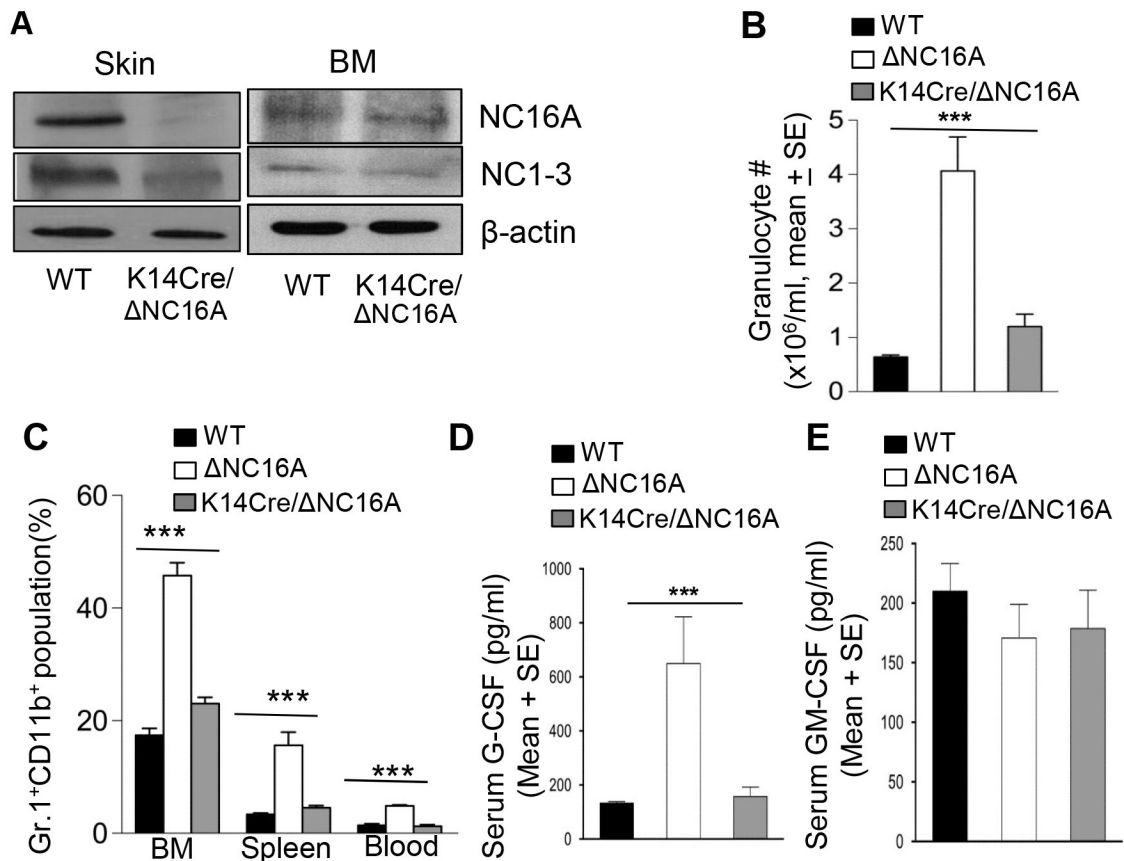 A
Skin
BM
NC16A
NC1-3
β-actin
WT
K14Cre/
ΔNC16A
WT
K14Cre/
ΔNC16A
B
WT
ΔNC16A
K14Cre/ΔNC16A
***
Granulocyte #
(x10⁶/ml, mean ± SE)
5
4
3
2
1
0
C
WT
ΔNC16A
K14Cre/ΔNC16A
Gr.1⁺CD11b⁺ population(%)
60
40
20
0
***
***
***
BM
Spleen
Blood
D
WT
ΔNC16A
K14Cre/ΔNC16A
Serum G-CSF (pg/ml)
(Mean + SE)
1000
800
600
400
200
0
***
E
WT
ΔNC16A
K14Cre/ΔNC16A
Serum GM-CSF (pg/ml)
(Mean + SE)
250
200
150
100
50
0